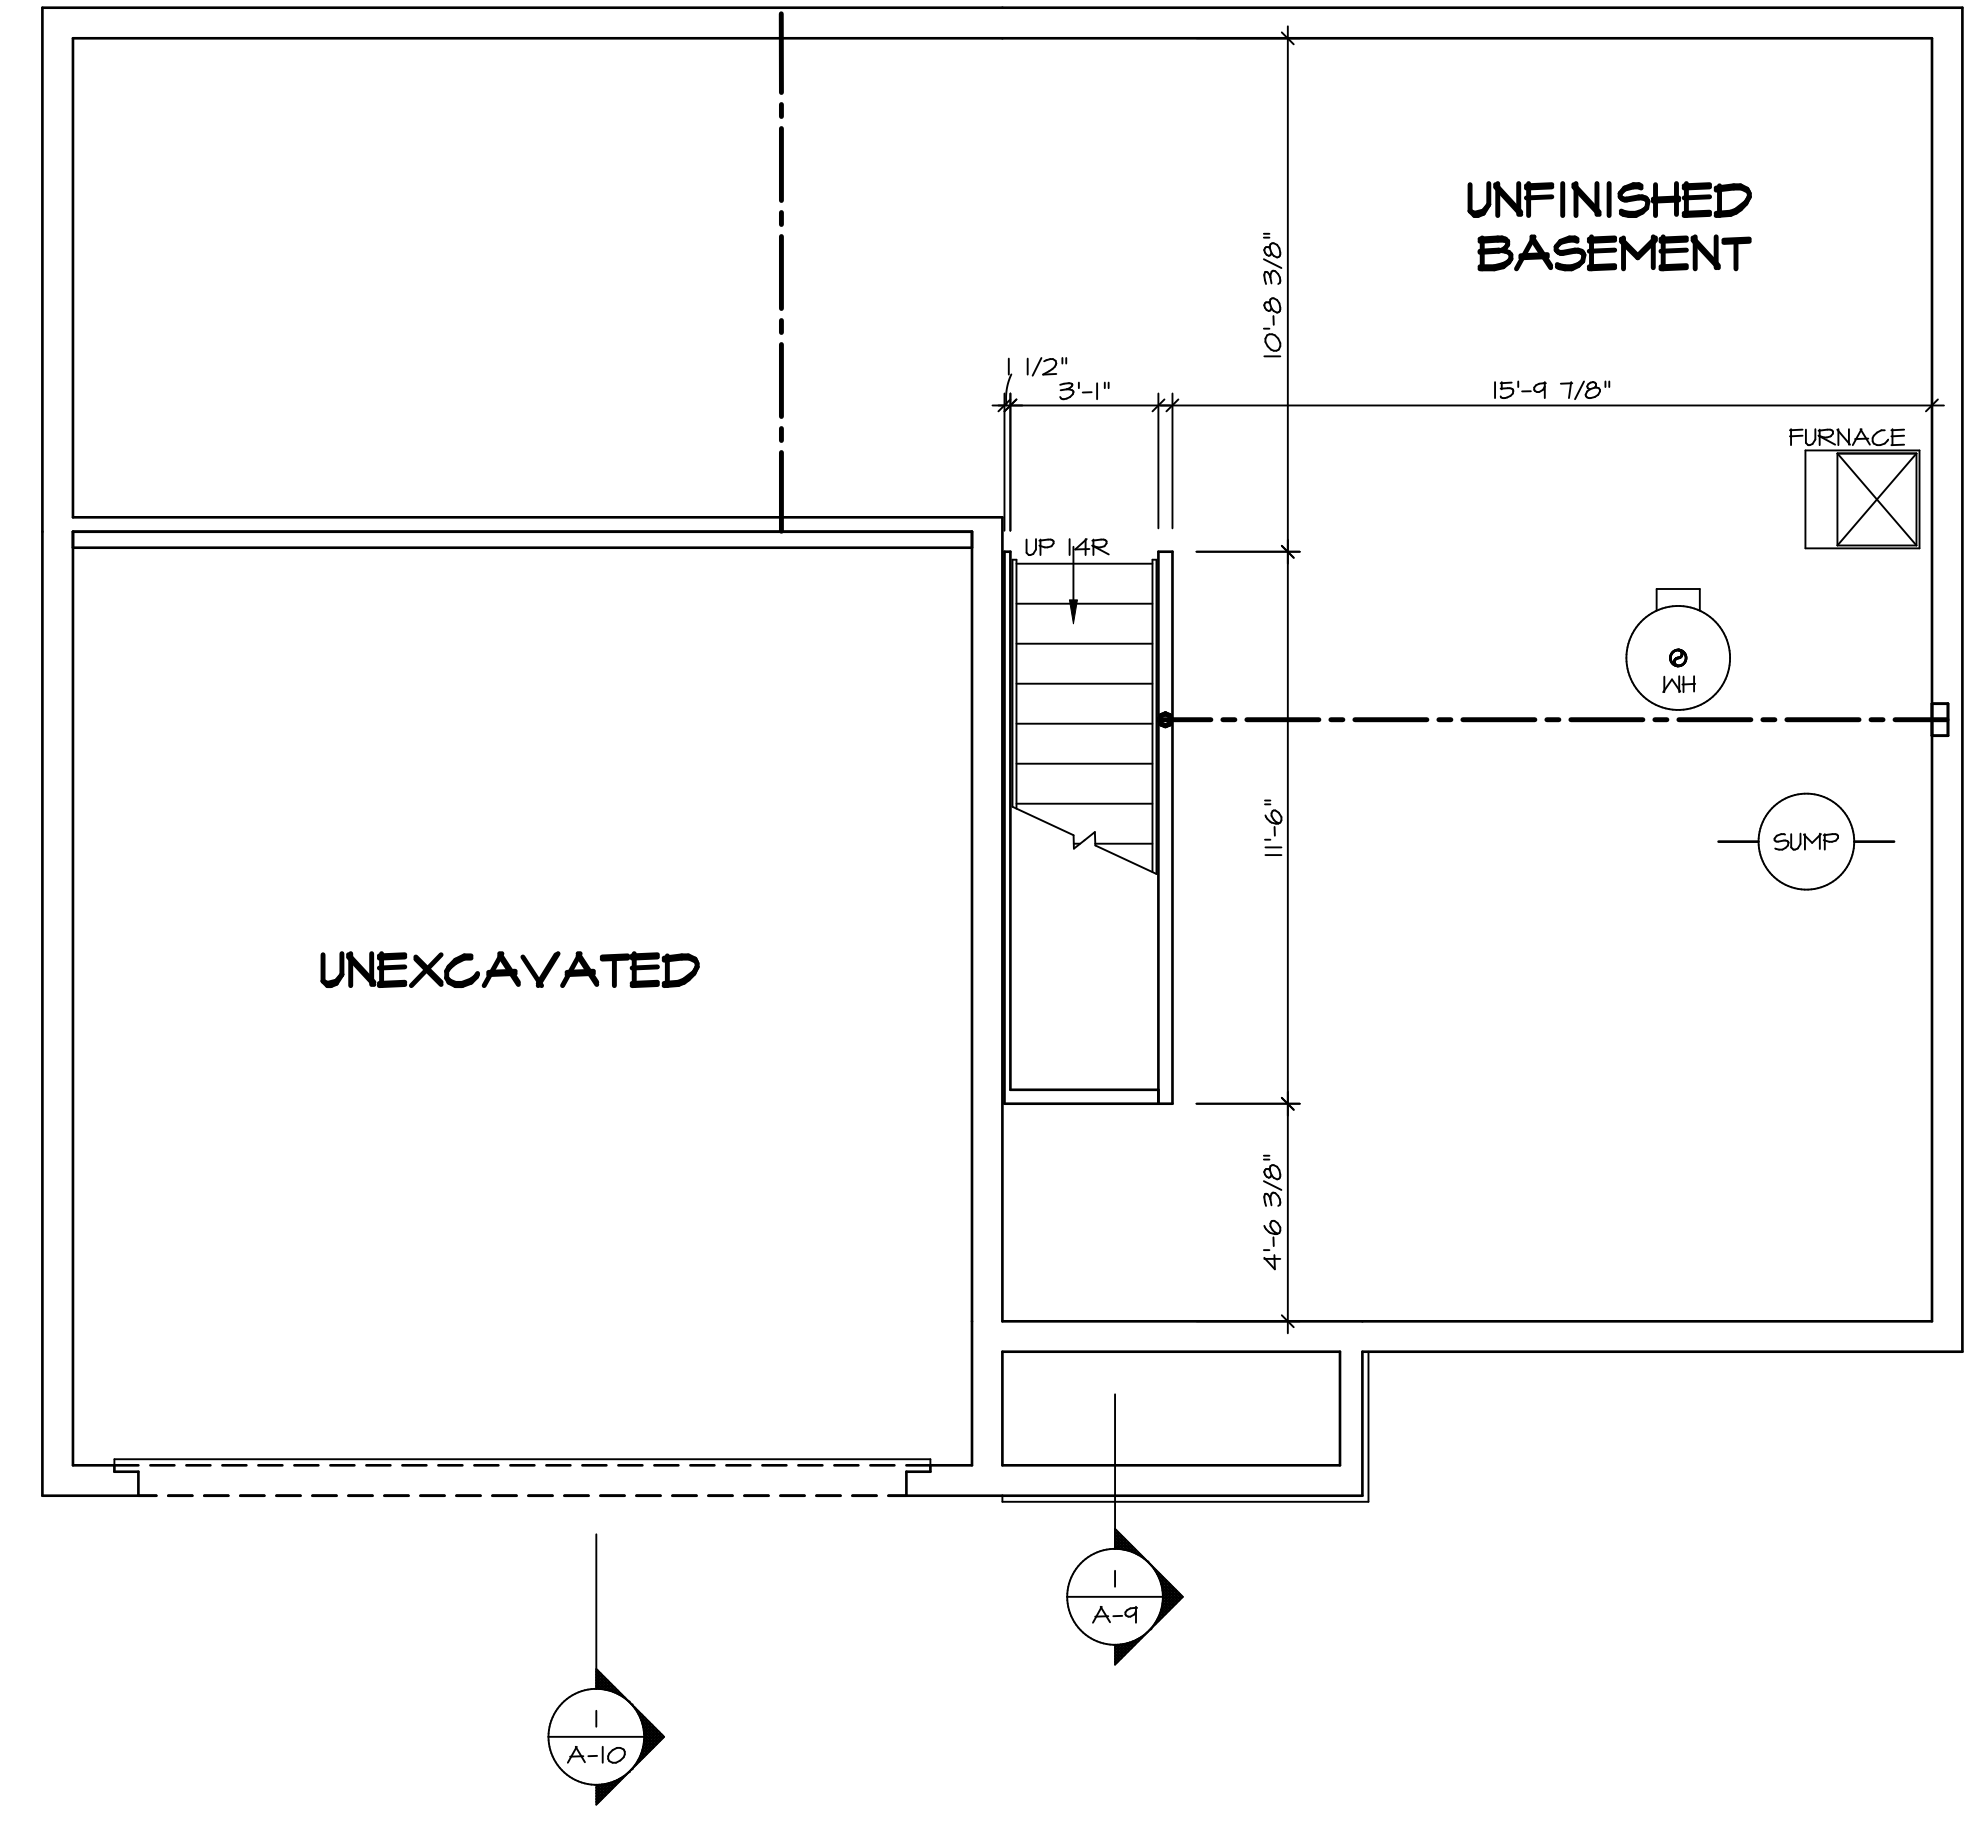 UNFINISHED
BASEMENT
10'-8 3/8"
1 1/2"
3'-1"
15'-9 7/8"
FURNACE
UP 14R
WH
SUMP
11'-6"
UNEXCAVATED
4'-6 3/8"
1
A-9
1
A-10